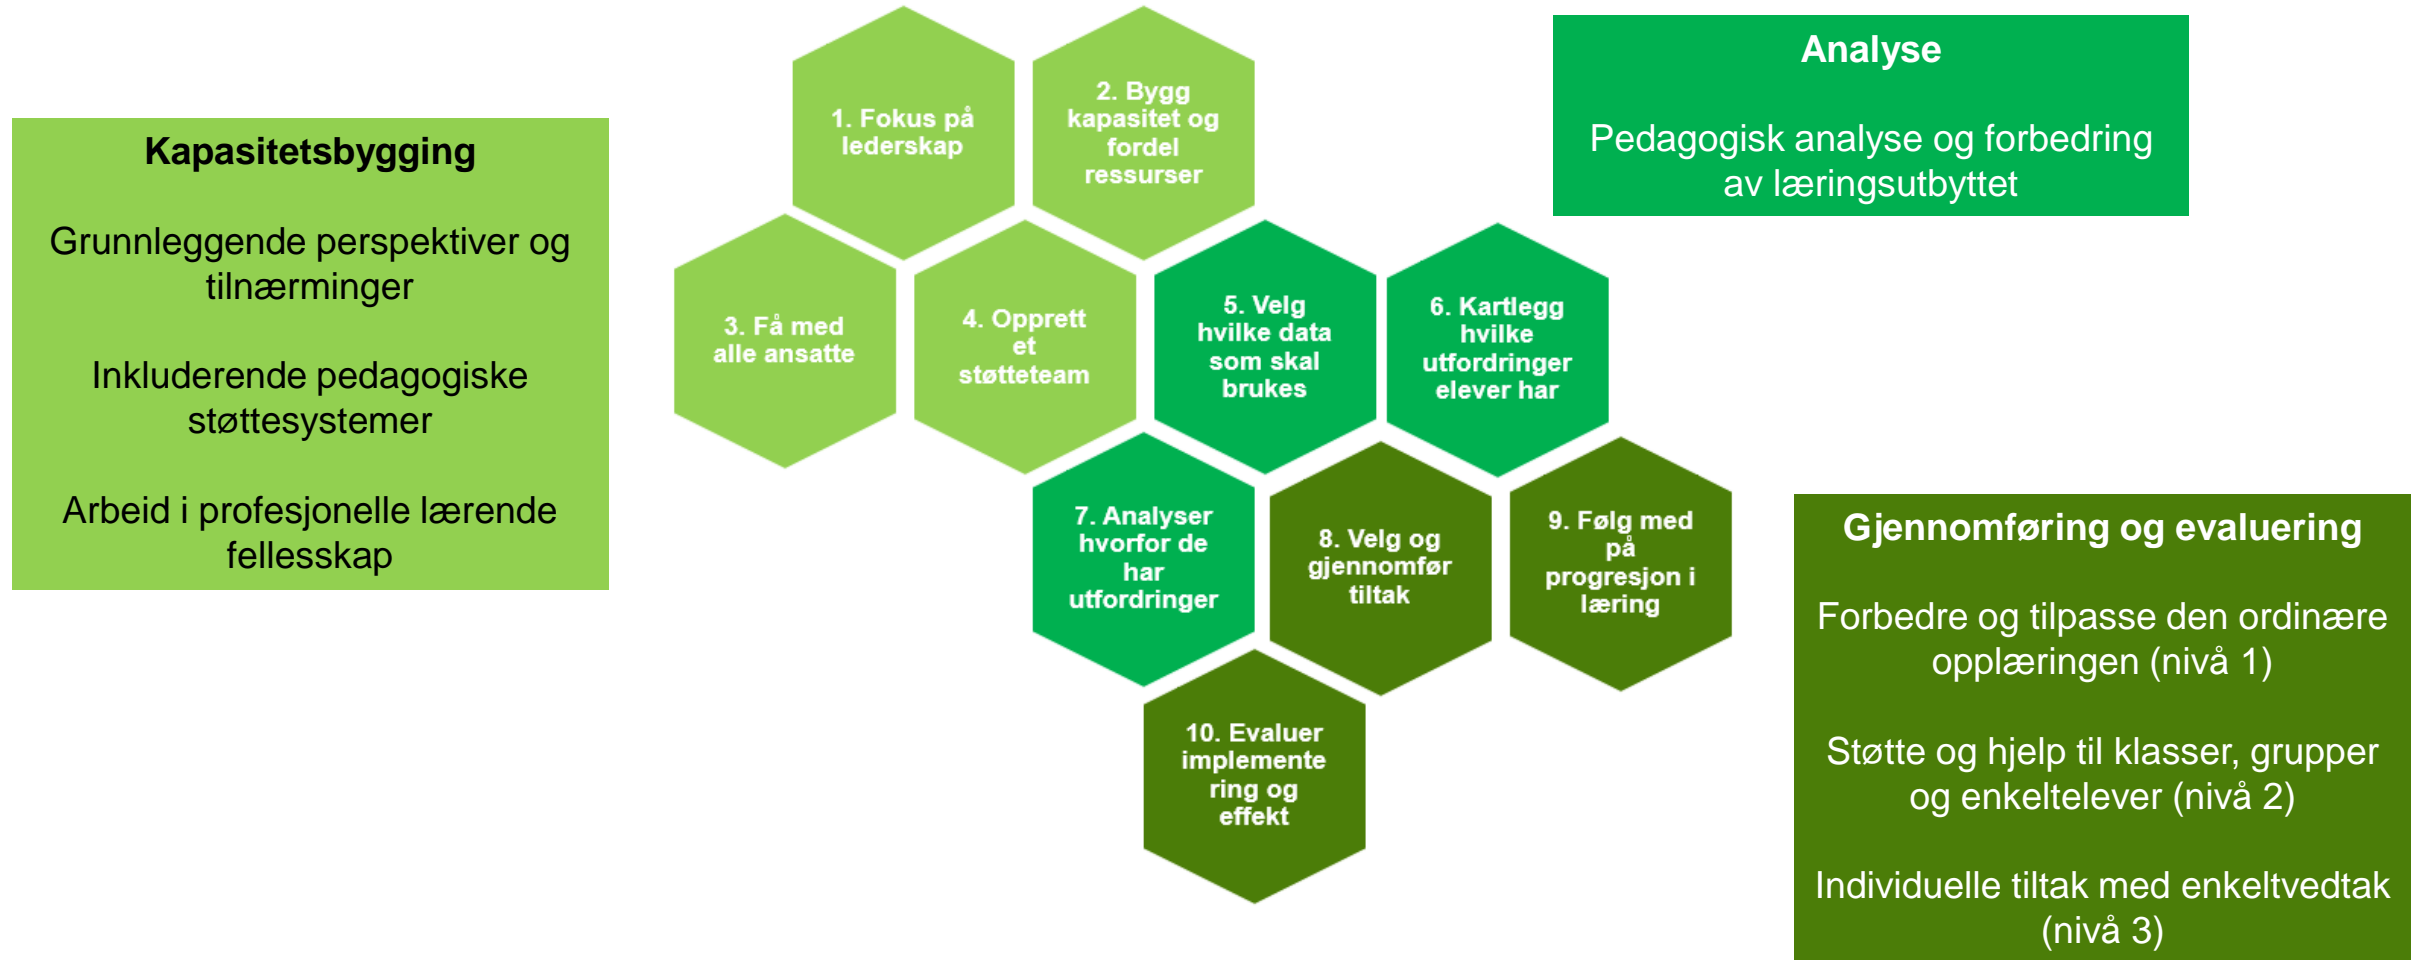 Kapasitetsbygging
Grunnleggende perspektiver og
tilnærminger
Inkluderende pedagogiske
støttesystemer
Arbeid i profesjonelle lærende
fellesskap
1. Fokus på
lederskap
2. Bygg
kapasitet og
fordel
ressurser
3. Få med
alle ansatte
4. Opprett
et
støtteteam
5. Velg
hvilke data
som skal
brukes
6. Kartlegg
hvilke
utfordringer
elever har
7. Analyser
hvorfor de
har
utfordringer
8. Velg og
gjennomfør
tiltak
9. Følg med
på
progresjon i
læring
10. Evaluer
implemente
ring og
effekt
Analyse
Pedagogisk analyse og forbedring
av læringsutbyttet
Gjennomføring og evaluering
Forbedre og tilpasse den ordinære
opplæringen (nivå 1)
Støtte og hjelp til klasser, grupper
og enkeltelever (nivå 2)
Individuelle tiltak med enkeltvedtak
(nivå 3)